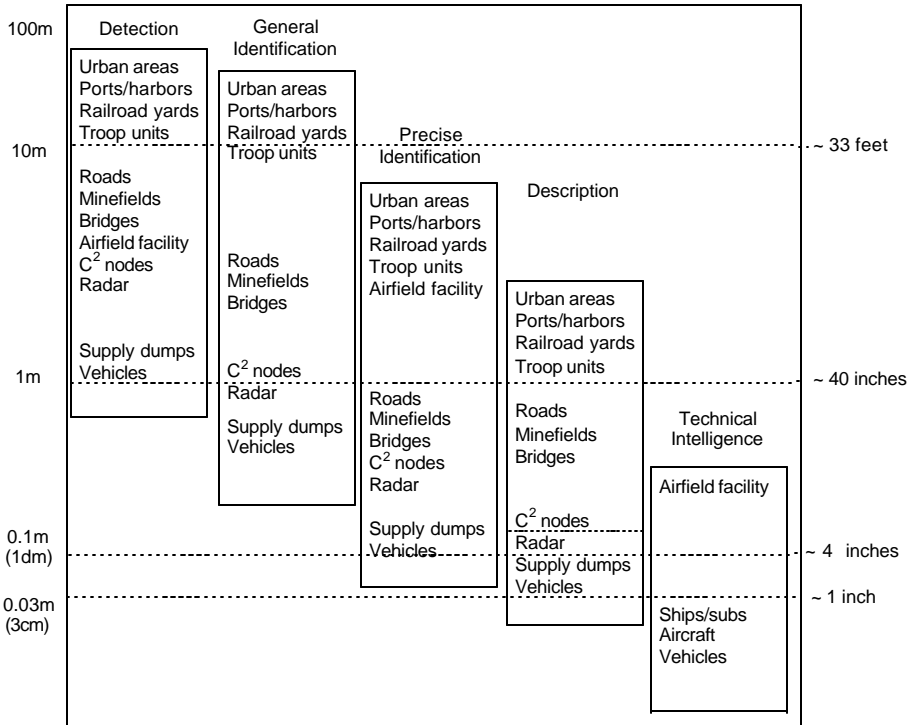 100m
10m
1m
0.1m
(1dm)
0.03m
(3cm)
Detection
Urban areas
Ports/harbors
Railroad yards
Troop units
Roads
Minefields
Bridges
Airfield facility
C² nodes
Radar
Supply dumps
Vehicles
General
Identification
Urban areas
Ports/harbors
Railroad yards
Troop units
Roads
Minefields
Bridges
C² nodes
Radar
Supply dumps
Vehicles
Precise
Identification
Urban areas
Ports/harbors
Railroad yards
Troop units
Airfield facility
Roads
Minefields
Bridges
C² nodes
Radar
Supply dumps
Vehicles
Description
Urban areas
Ports/harbors
Railroad yards
Troop units
Roads
Minefields
Bridges
C² nodes
Radar
Supply dumps
Vehicles
Technical
Intelligence
Airfield facility
Ships/subs
Aircraft
Vehicles
~ 33 feet
~ 40 inches
~ 4 inches
~ 1 inch